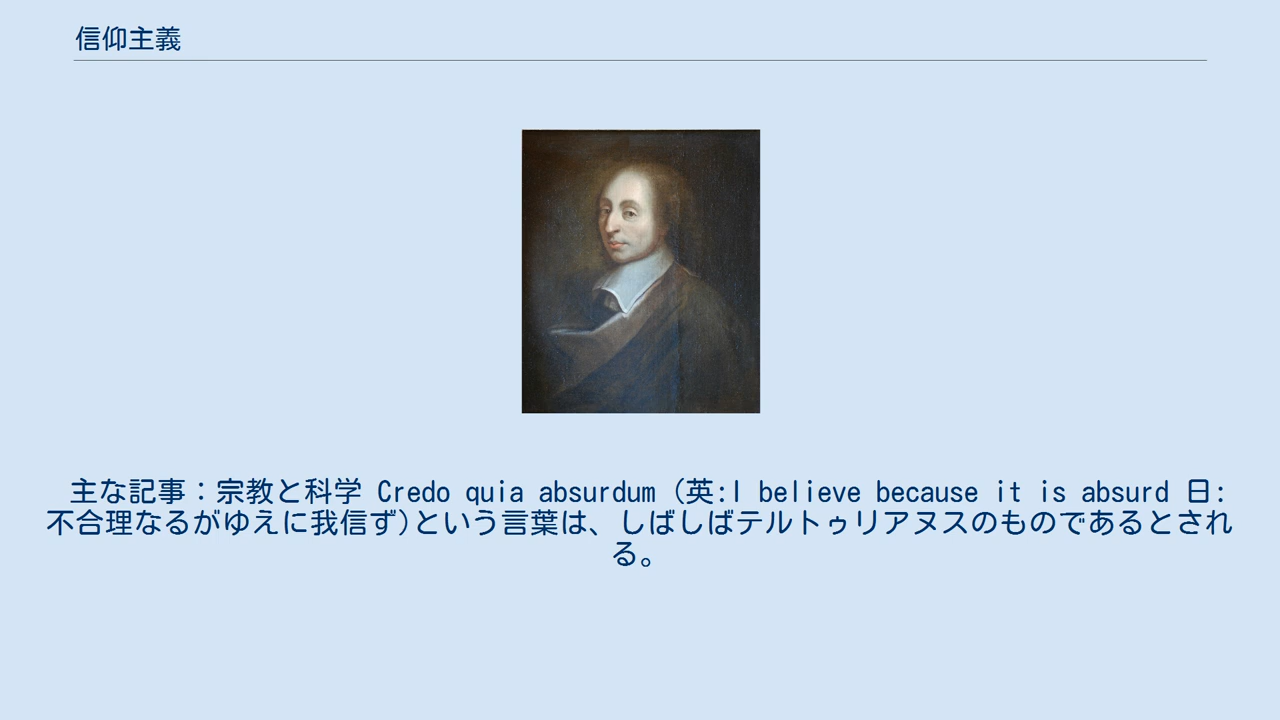 信仰主義
主な記事：宗教と科学 Credo quia absurdum (英:I believe because it is absurd 日:
不合理なるがゆえに我信ず)という言葉は、しばしばテルトゥリアヌスのものであるとされ
る。